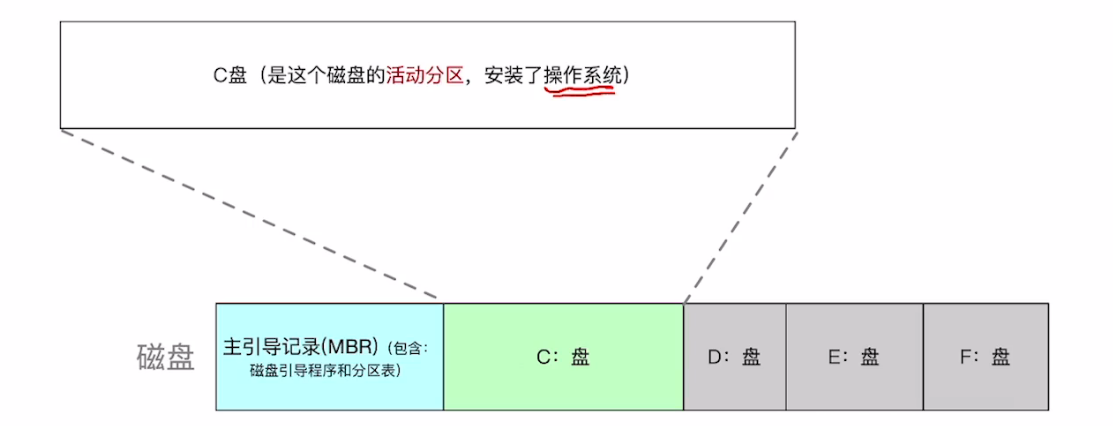 C盘（是这个磁盘的活动分区，安装了操作系统）
磁盘
主引导记录(MBR)（包含：
磁盘引导程序和分区表）
C：盘
D：盘
E：盘
F：盘